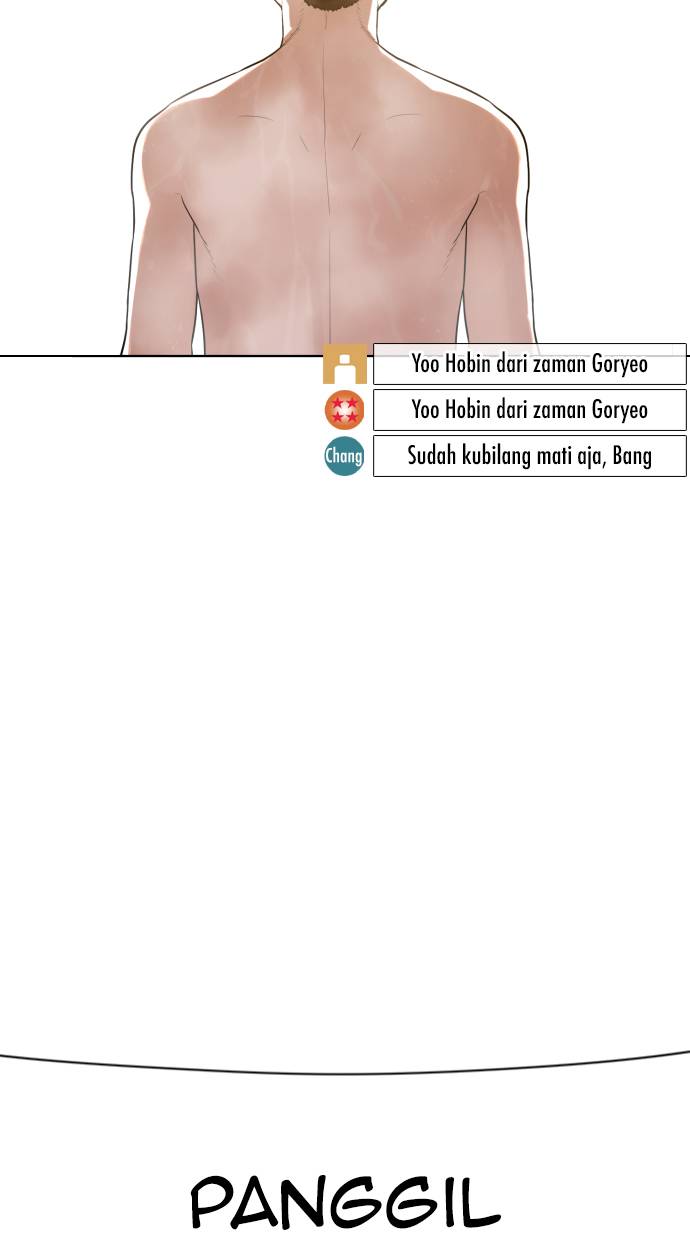 Yoo Hobin dari zaman Goryeo
Yoo Hobin dari zaman Goryeo
Chang Sudah kubilang mati aja, Bang
PANGGIL